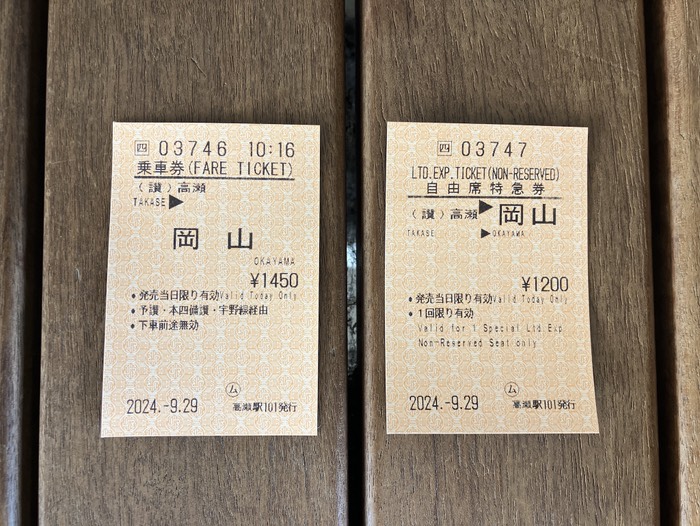 四 03746 10:16
乗車券(FARE TICKET)
(讃)高瀬
TAKASE▶
岡山
OKAYAMA
¥1450
•発売当日限り有効Valid Today Only
•予讃・本四備讃・宇野線経由
•下車前途無効
2024.-9.29 ム 高瀬駅101発行
四 03747
LTD.EXP.TICKET(NON-RESERVED)
自由席特急券
(讃)高瀬▶岡山
TAKASE ▶OKAYAMA
¥1200
•発売当日限り有効Valid Today Only
•1回限り有効
Valid for 1 Special Ltd.Exp
Non-Reserved Seat only
2024.-9.29 ム 高瀬駅101発行